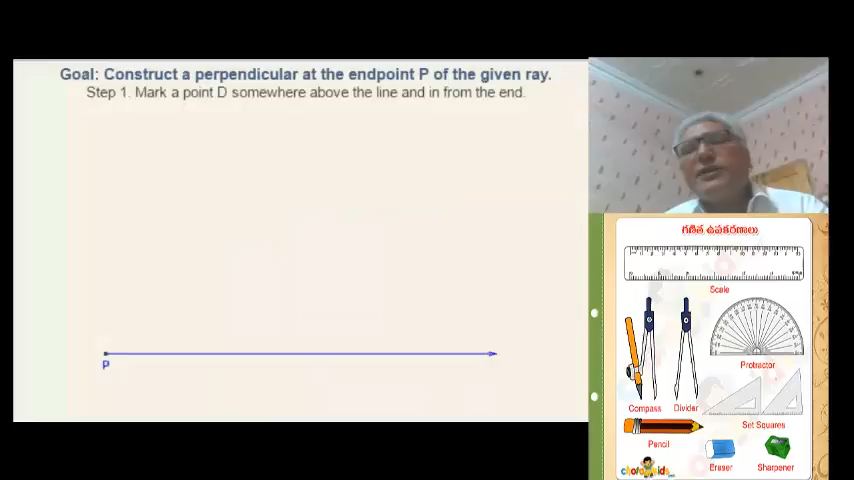 Goal: Construct a perpendicular at the endpoint P of the given ray.
Step 1. Mark a point D somewhere above the line and in from the end.
P
గణిత ఉపకరణాలు
Scale
Protractor
Compass
Divider
Set Squares
Pencil
Eraser
Sharpener